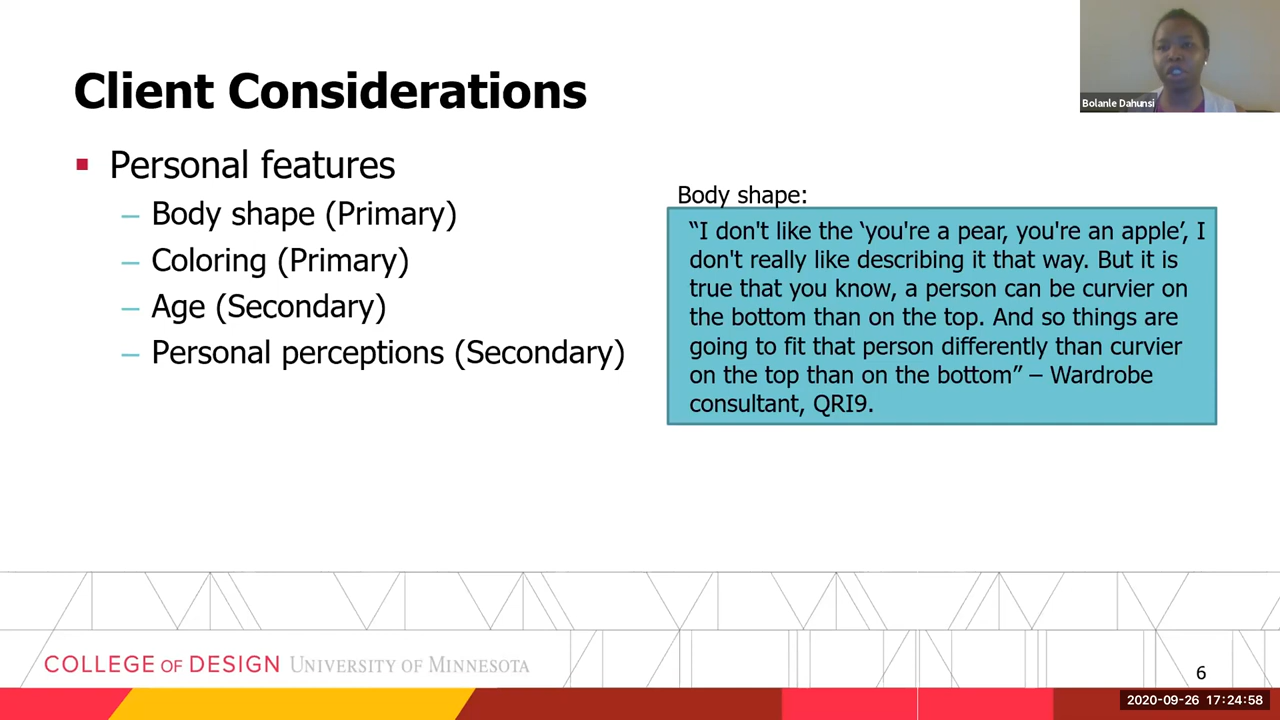 Client Considerations
Bolanle Dahunsi
▪ Personal features
– Body shape (Primary)
– Coloring (Primary)
– Age (Secondary)
– Personal perceptions (Secondary)
Body shape:
“I don't like the ‘you're a pear, you're an apple’, I
don't really like describing it that way. But it is
true that you know, a person can be curvier on
the bottom than on the top. And so things are
going to fit that person differently than curvier
on the top than on the bottom” – Wardrobe
consultant, QRI9.
COLLEGE OF DESIGN UNIVERSITY OF MINNESOTA
6
2020-09-26 17:24:58